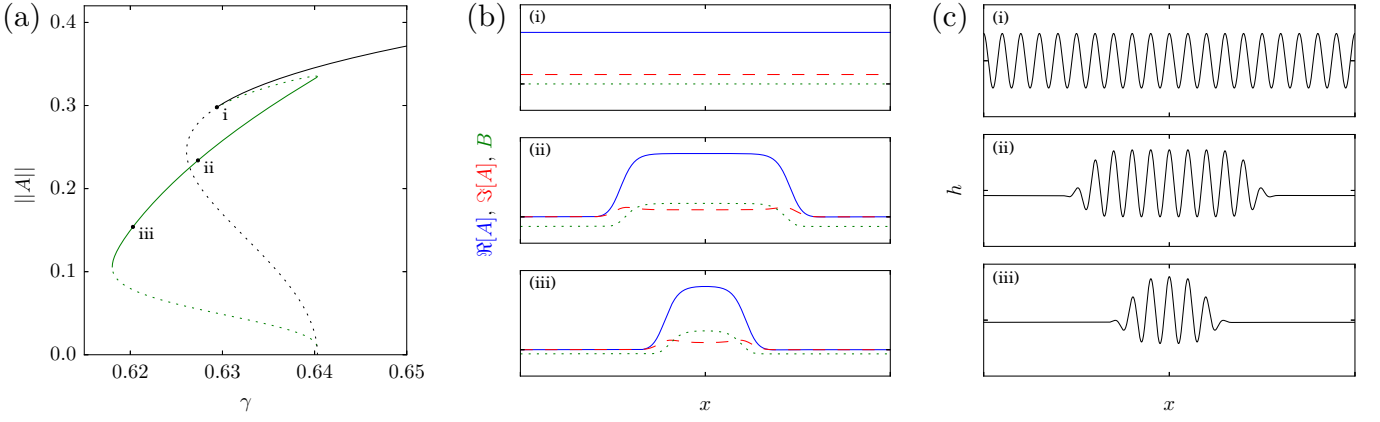 (a)
0.4
0.3
0.2
0.1
0.0
||A||
0.62
0.63
0.64
0.65
γ
i
ii
iii
(b)
ℜ[A], ℑ[A], B
(i)
(ii)
(iii)
x
(c)
h
(i)
(ii)
(iii)
x